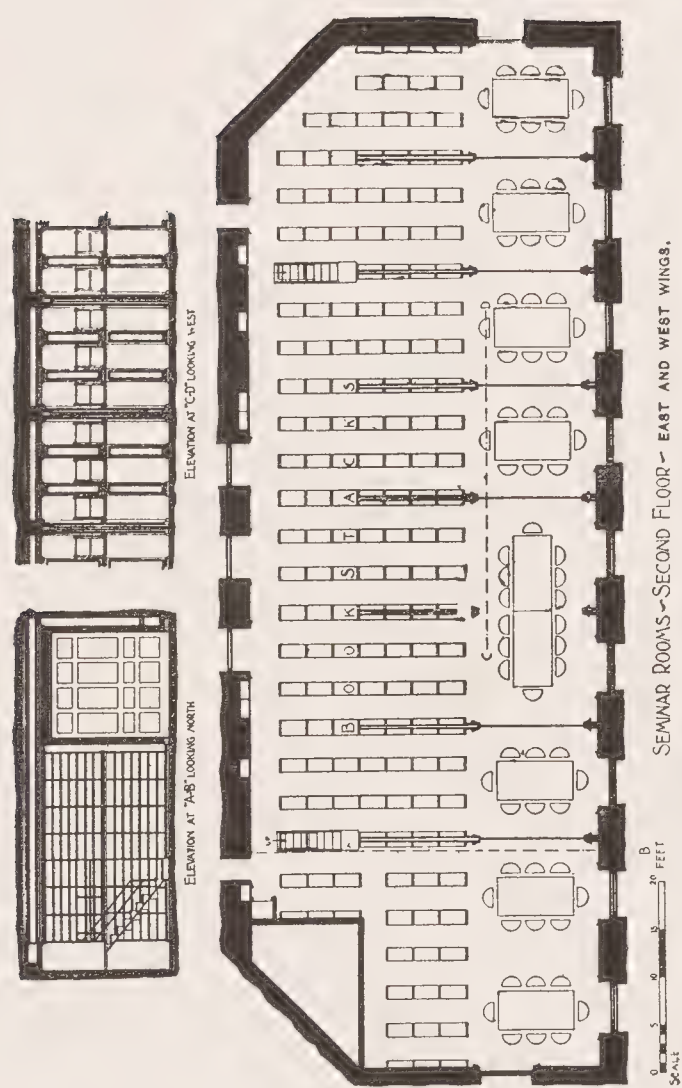 ELEVATION AT "A-B" LOOKING NORTH
ELEVATION AT "C-D" LOOKING WEST
UP
B O O K S T A C K S
B
SEMINAR ROOMS ~ SECOND FLOOR ~ EAST AND WEST WINGS.
0 5 10 15 20 FEET
SCALE